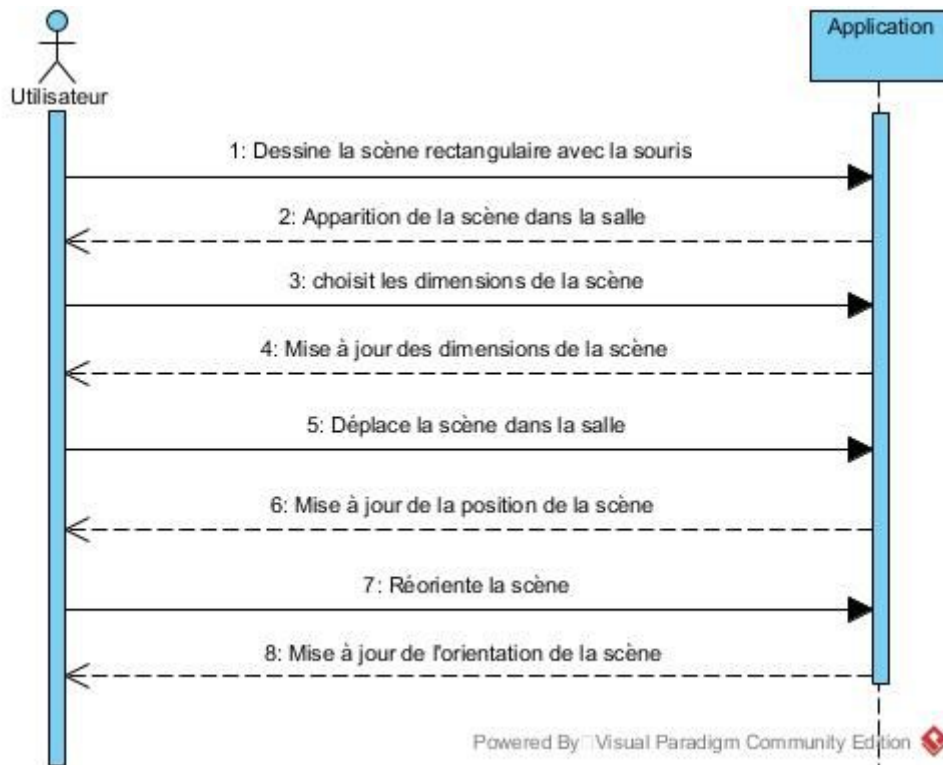 Application
Utilisateur
1: Dessine la scène rectangulaire avec la souris
2: Apparition de la scène dans la salle
3: choisit les dimensions de la scène
4: Mise à jour des dimensions de la scène
5: Déplace la scène dans la salle
6: Mise à jour de la position de la scène
7: Réoriente la scène
8: Mise à jour de l'orientation de la scène
Powered By Visual Paradigm Community Edition